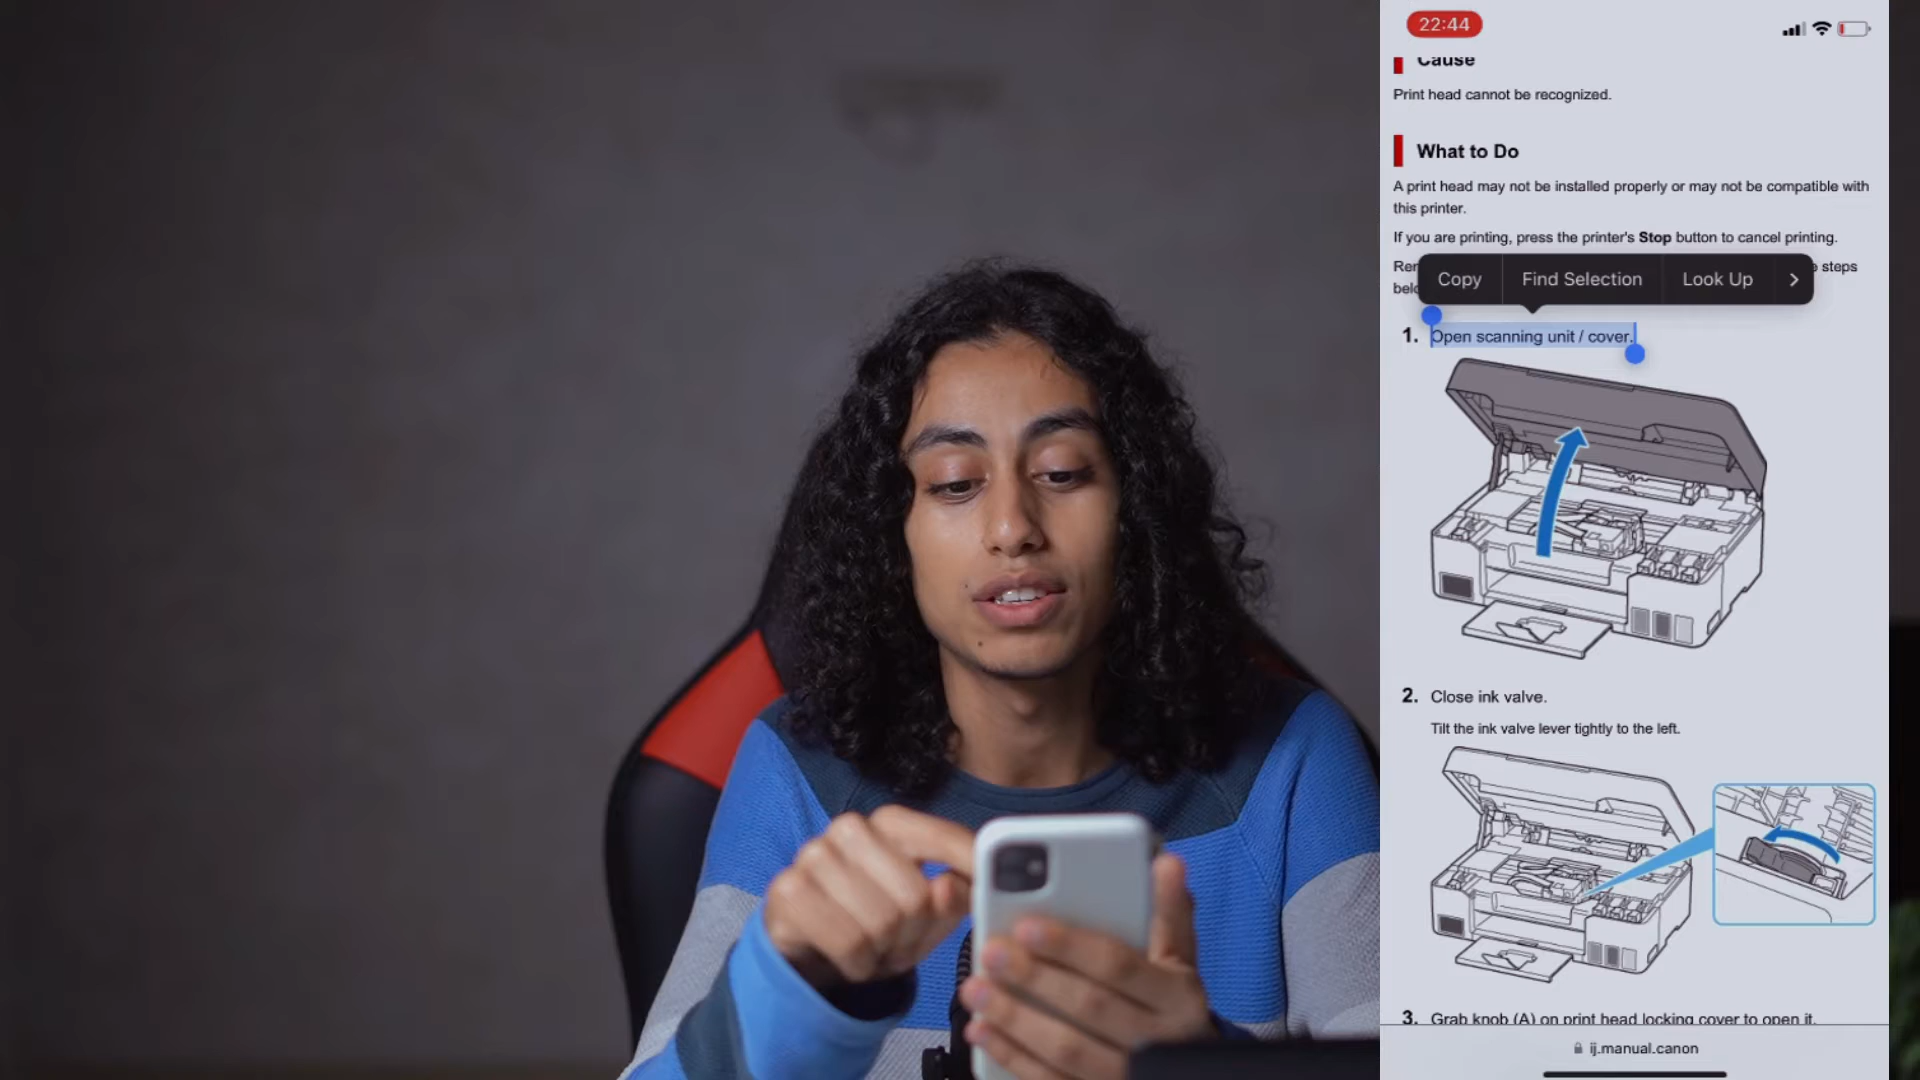 22:44
Cause
Print head cannot be recognized.
What to Do
A print head may not be installed properly or may not be compatible with
this printer.
If you are printing, press the printer's Stop button to cancel printing.
steps
Copy Find Selection Look Up
1. Open scanning unit / cover.
2. Close ink valve.
Tilt the ink valve lever tightly to the left.
3. Grab knob (A) on print head locking cover to open it.
ij.manual.canon